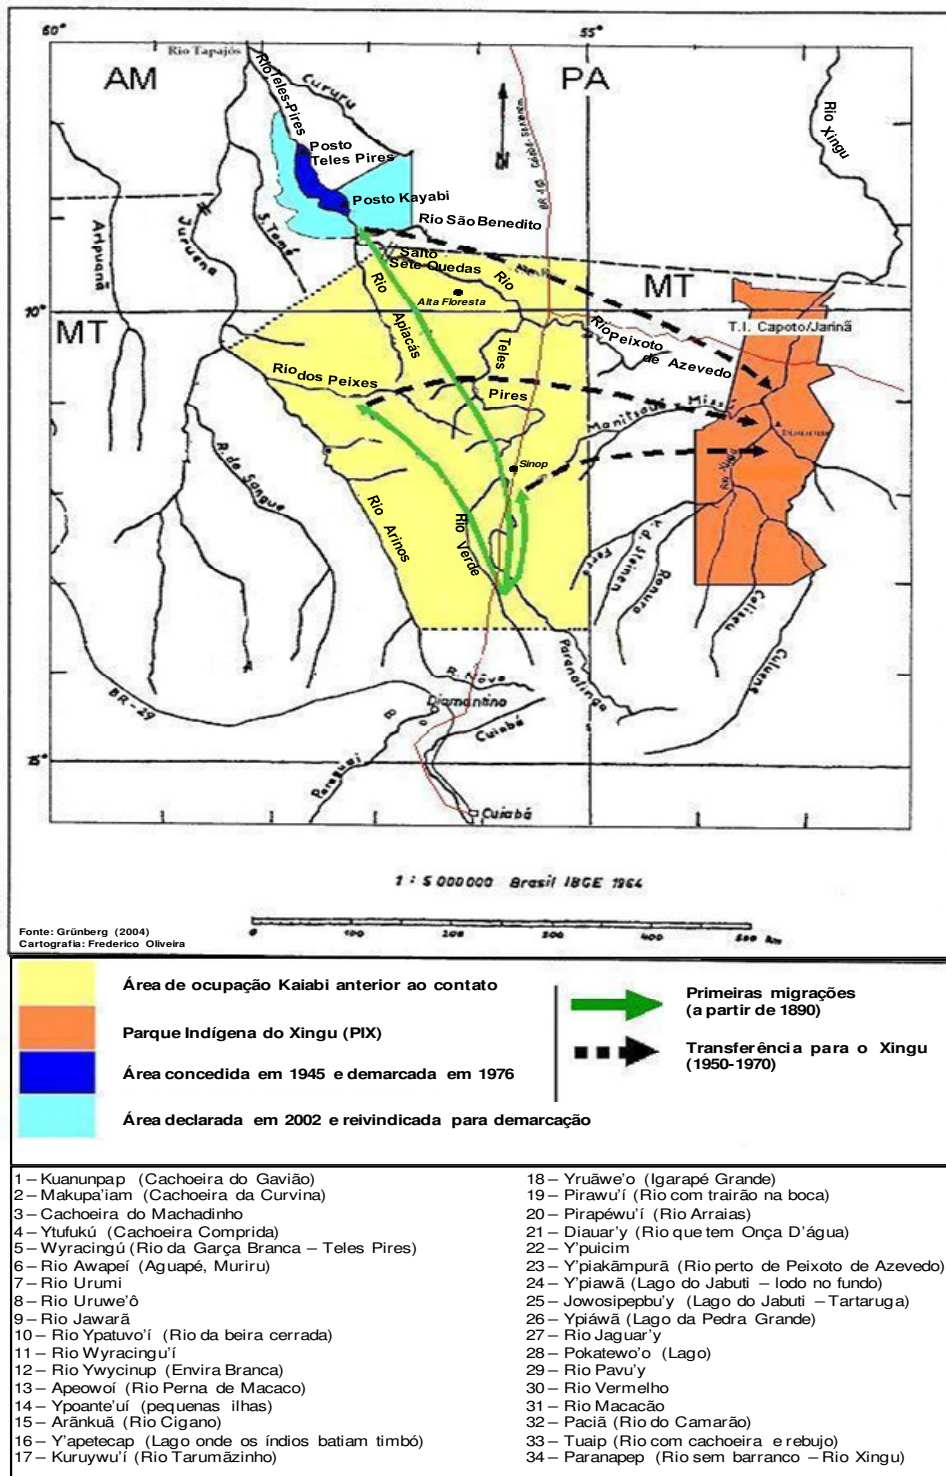 60°
55°
Rio Tapajós
AM
PA
Rio Teles-Pires
Cururu
Rio Xingu
Posto
Teles Pires
Posto Kayabi
Rio São Benedito
Aripuanã
Juruena
S. Tomé
Salto
Sete Quedas
Rio
Alta Floresta
MT
10°
MT
T.I. Capoto/Jarinã
Rio
Apiacás
Rio Peixoto
de Azevedo
Teles
Pires
Rio dos Peixes
Manitsauá - Missú
R. do Sangue
Sinop
Rio Arinos
Rio Verde
Ferro
v. d. Steinen
Ronuro
Coliseu
Culuene
Paranatinga
R. Novo
Diamantino
BR-29
Cuiabá
Paraguai
15°
Cuiabá
1 : 5 000 000 Brasil IBGE 1964
Fonte: Grünberg (2004)
Cartografia: Frederico Oliveira
0 100 200 300 400 500 km
Área de ocupação Kaiabi anterior ao contato
Parque Indígena do Xingu (PIX)
Área concedida em 1945 e demarcada em 1976
Área declarada em 2002 e reivindicada para demarcação
Primeiras migrações
(a partir de 1890)
Transferência para o Xingu
(1950-1970)
1 – Kuanunpap (Cachoeira do Gavião)
2 – Makupa'iam (Cachoeira da Curvina)
3 – Cachoeira do Machadinho
4 – Ytufukú (Cachoeira Comprida)
5 – Wyracingú (Rio da Garça Branca – Teles Pires)
6 – Rio Awapeí (Aguapé, Muriru)
7 – Rio Urumi
8 – Rio Uruwe'ô
9 – Rio Jawarã
10 – Rio Ypatuvo'í (Rio da beira cerrada)
11 – Rio Wyracingu'í
12 – Rio Ywycinup (Envira Branca)
13 – Apeowoí (Rio Perna de Macaco)
14 – Ypoante'uí (pequenas ilhas)
15 – Arãnkuã (Rio Cigano)
16 – Y'apetecap (Lago onde os índios batiam timbó)
17 – Kuruywu'í (Rio Tarumãzinho)
18 – Yruãwe'o (Igarapé Grande)
19 – Pirawu'í (Rio com trairão na boca)
20 – Pirapéwu'í (Rio Arraias)
21 – Diauar'y (Rio que tem Onça D'água)
22 – Y'puicim
23 – Y'piakãmpurã (Rio perto de Peixoto de Azevedo)
24 – Y'piawã (Lago do Jabuti – lodo no fundo)
25 – Jowosipepbu'y (Lago do Jabuti – Tartaruga)
26 – Ypiáwã (Lago da Pedra Grande)
27 – Rio Jaguar'y
28 – Pokatewo'o (Lago)
29 – Rio Pavu'y
30 – Rio Vermelho
31 – Rio Macacão
32 – Paciã (Rio do Camarão)
33 – Tuaip (Rio com cachoeira e rebujo)
34 – Paranapep (Rio sem barranco – Rio Xingu)